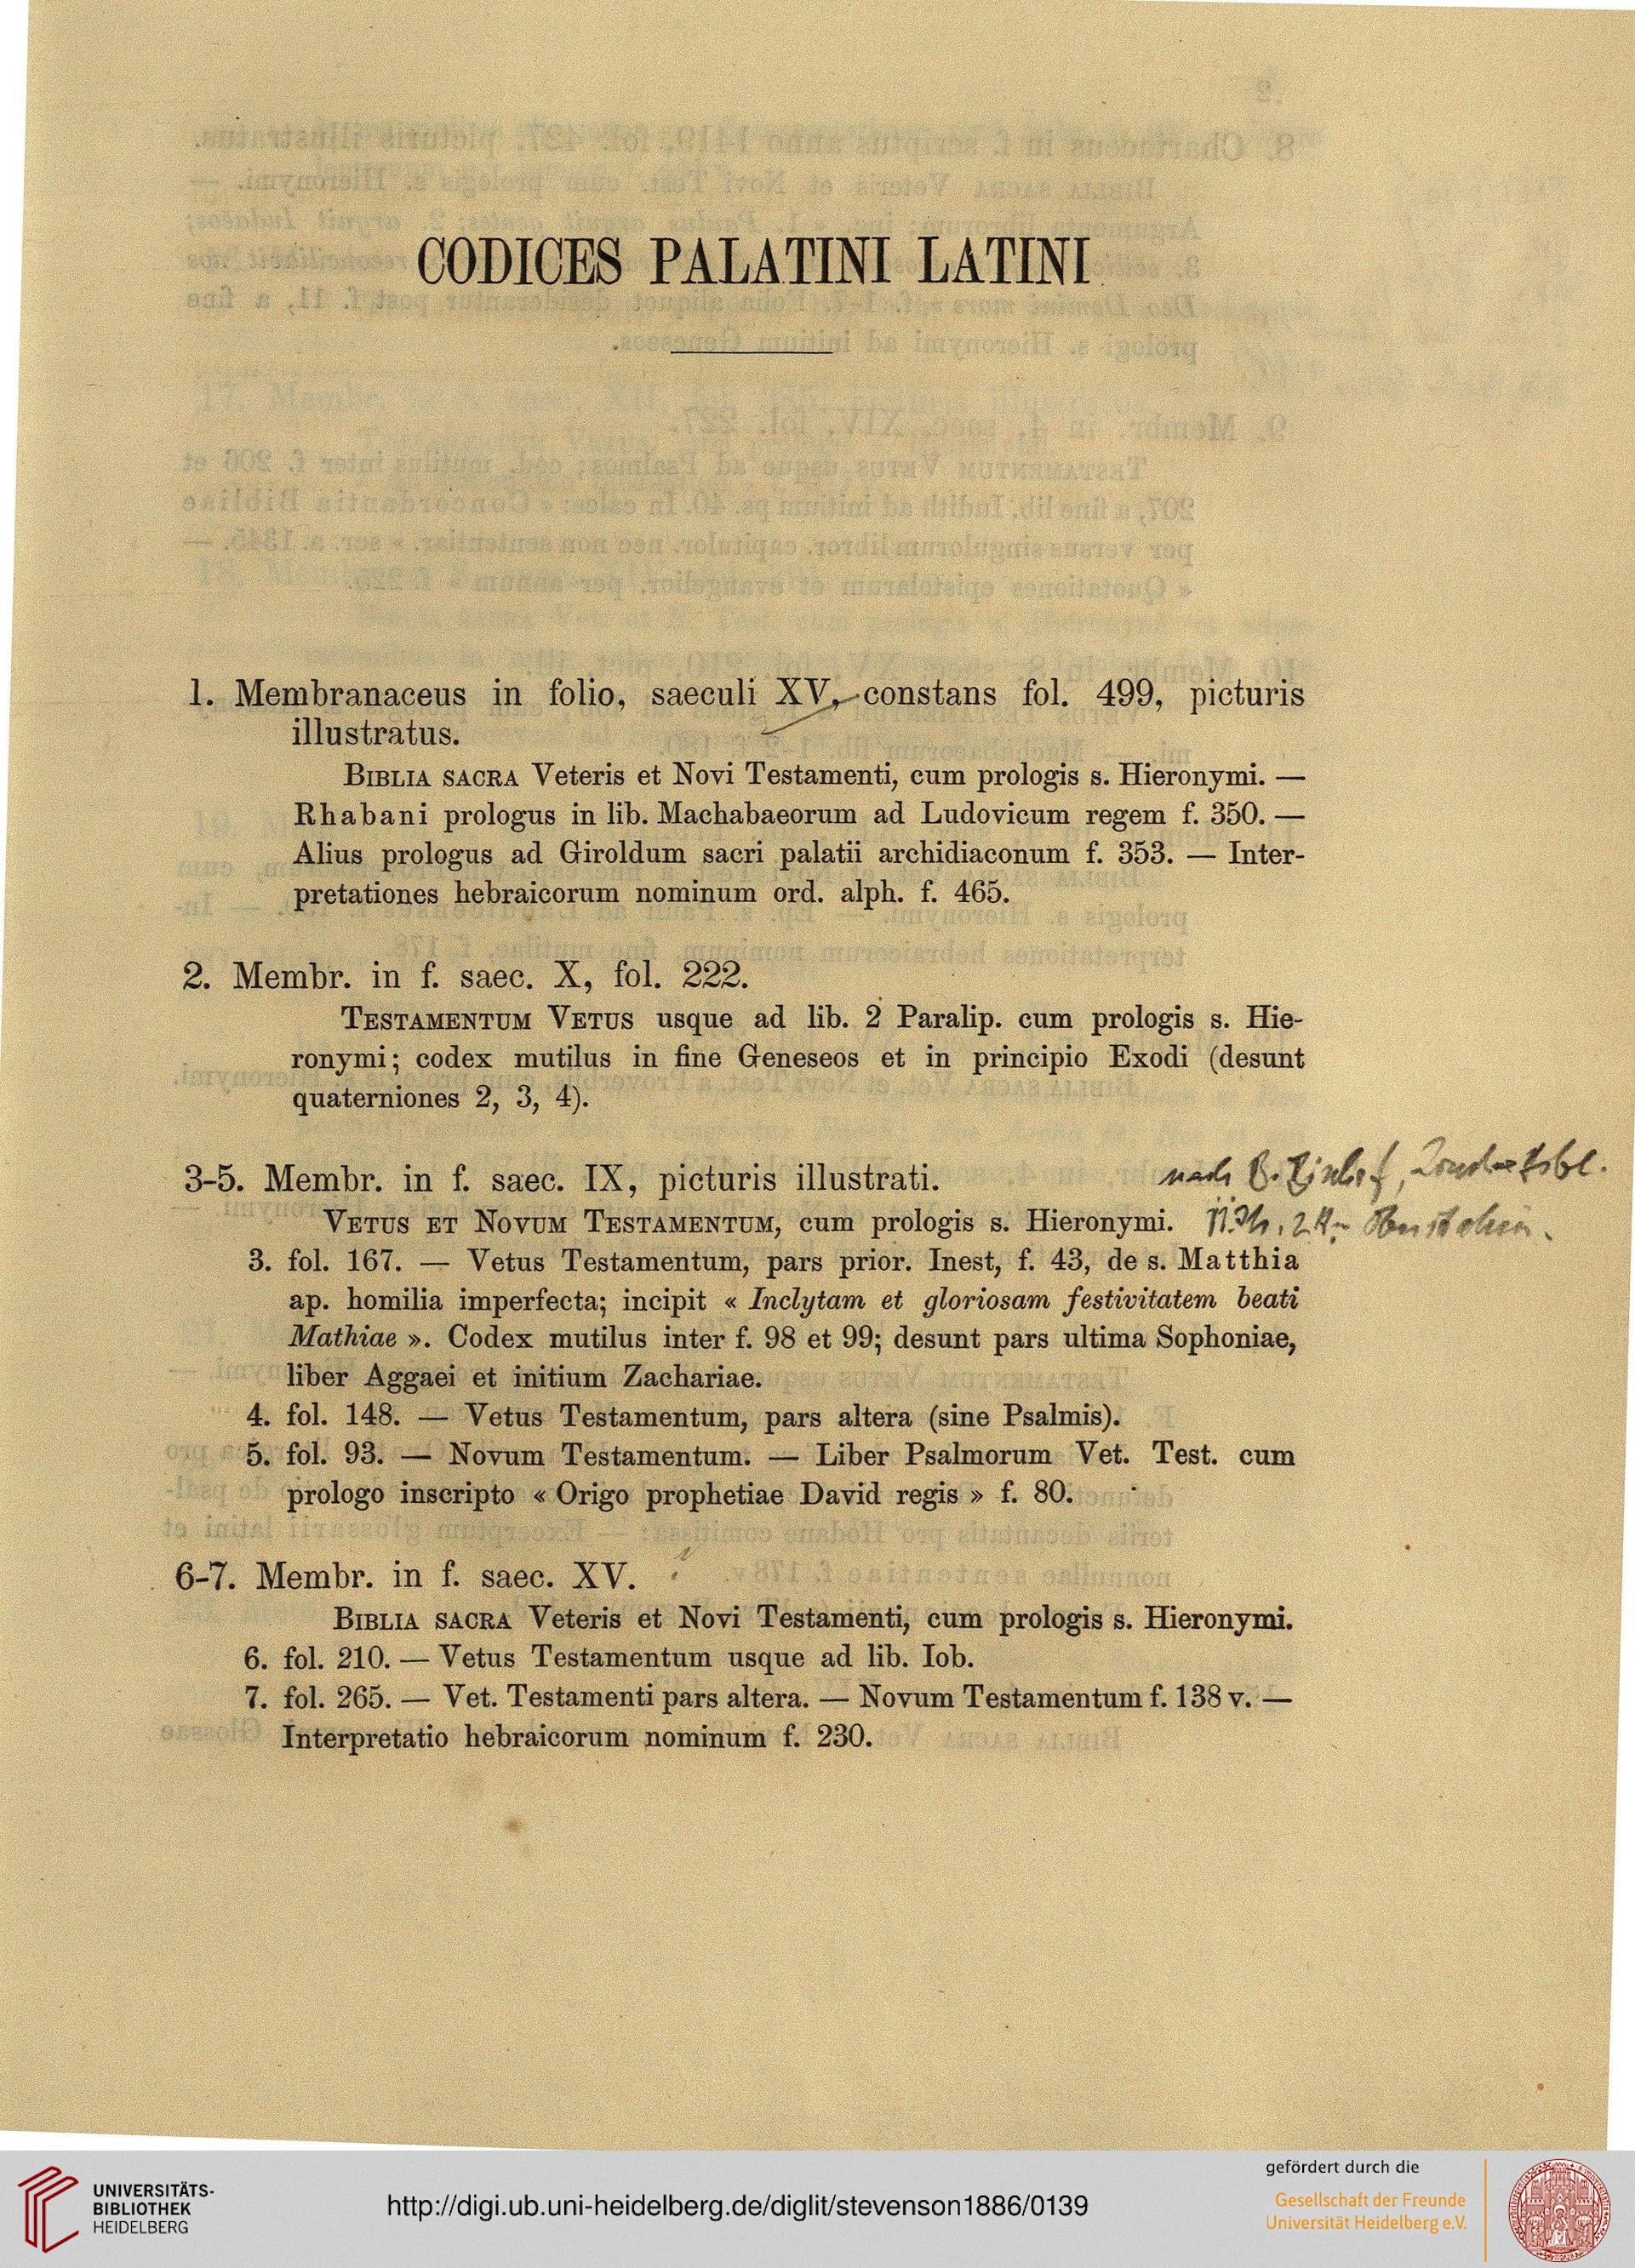 CODICES PALATINI LATINI
1. Membranaceus in folio, saeculi XV, constans fol. 499, picturis
illustratus.
BIBLIA SACRA Veteris et Novi Testamenti, cum prologis s. Hieronymi. —
Rhabani prologus in lib. Machabaeorum ad Ludovicum regem f. 350. —
Alius prologus ad Giroldum sacri palatii archidiaconum f. 353. — Inter-
pretationes hebraicorum nominum ord. alph. f. 465.
2. Membr. in f. saec. X, fol. 222.
TESTAMENTUM VETUS usque ad lib. 2 Paralip. cum prologis s. Hie-
ronymi; codex mutilus in fine Geneseos et in principio Exodi (desunt
quaterniones 2, 3, 4).
3-5. Membr. in f. saec. IX, picturis illustrati.
nach B.
VETUS ET NOVUM TESTAMENTUM, cum prologis s. Hieronymi.
3. fol. 167. — Vetus Testamentum, pars prior. Inest, f. 43, de s. Matthia
ap. homilia imperfecta; incipit « Inclytam et gloriosam festivitatem beati
Mathiae ». Codex mutilus inter f. 98 et 99; desunt pars ultima Sophoniae,
liber Aggaei et initium Zachariae.
4. fol. 148. — Vetus Testamentum, pars altera (sine Psalmis).
5. fol. 93. — Novum Testamentum. — Liber Psalmorum Vet. Test. cum
prologo inscripto « Origo prophetiae David regis » f. 80.
6-7. Membr. in f. saec. XV.
BIBLIA SACRA Veteris et Novi Testamenti, cum prologis s. Hieronymi.
6. fol. 210. — Vetus Testamentum usque ad lib. Iob.
7. fol. 265. — Vet. Testamenti pars altera. — Novum Testamentum f. 138 v. —
Interpretatio hebraicorum nominum f. 230.
UNIVERSITÄTS-
BIBLIOTHEK
HEIDELBERG
http://digi.ub.uni-heidelberg.de/diglit/stevenson1886/0139
gefördert durch die
Gesellschaft der Freunde
Universität Heidelberg e.V.